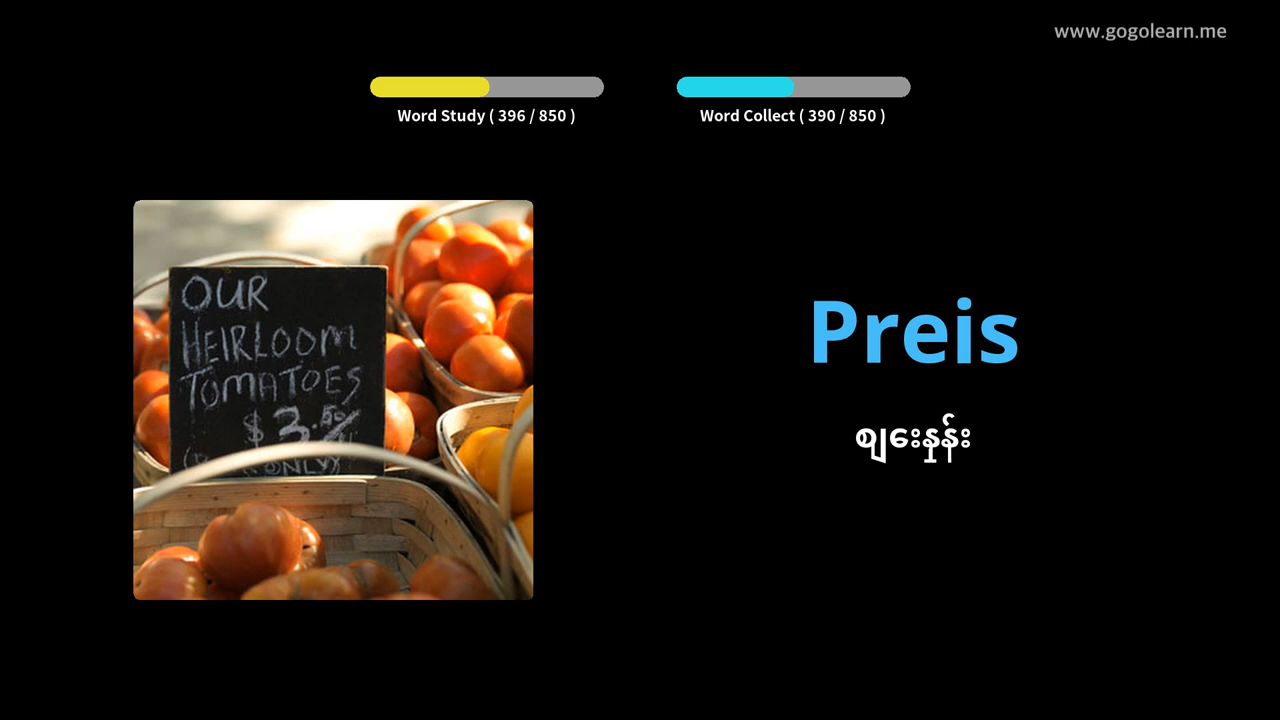 www.gogolearn.me
Word Study ( 396 / 850 )
Word Collect ( 390 / 850 )
OUR
HEIRLOOM
TOMATOES
$3.50
ONLY)
Preis
ဈေးနှုန်း